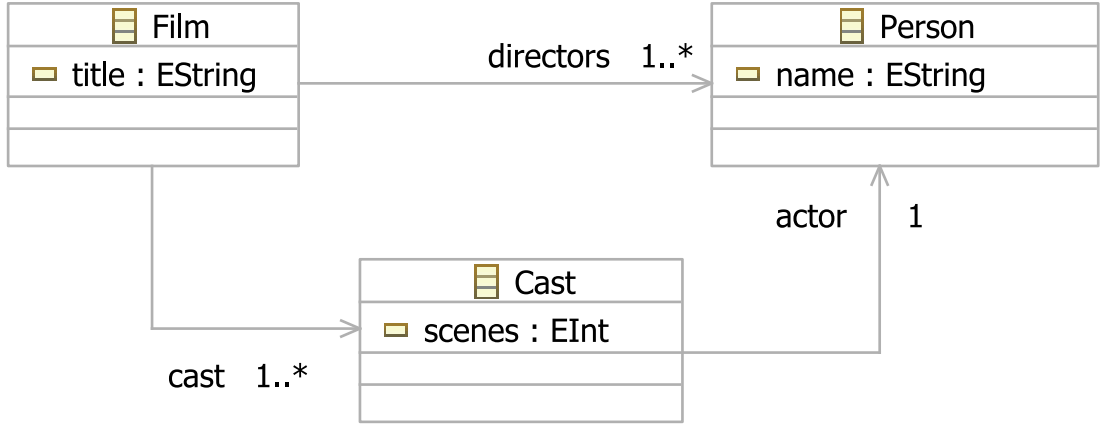 Film
title : EString
directors 1..*
Person
name : EString
actor 1
Cast
scenes : EInt
cast 1..*